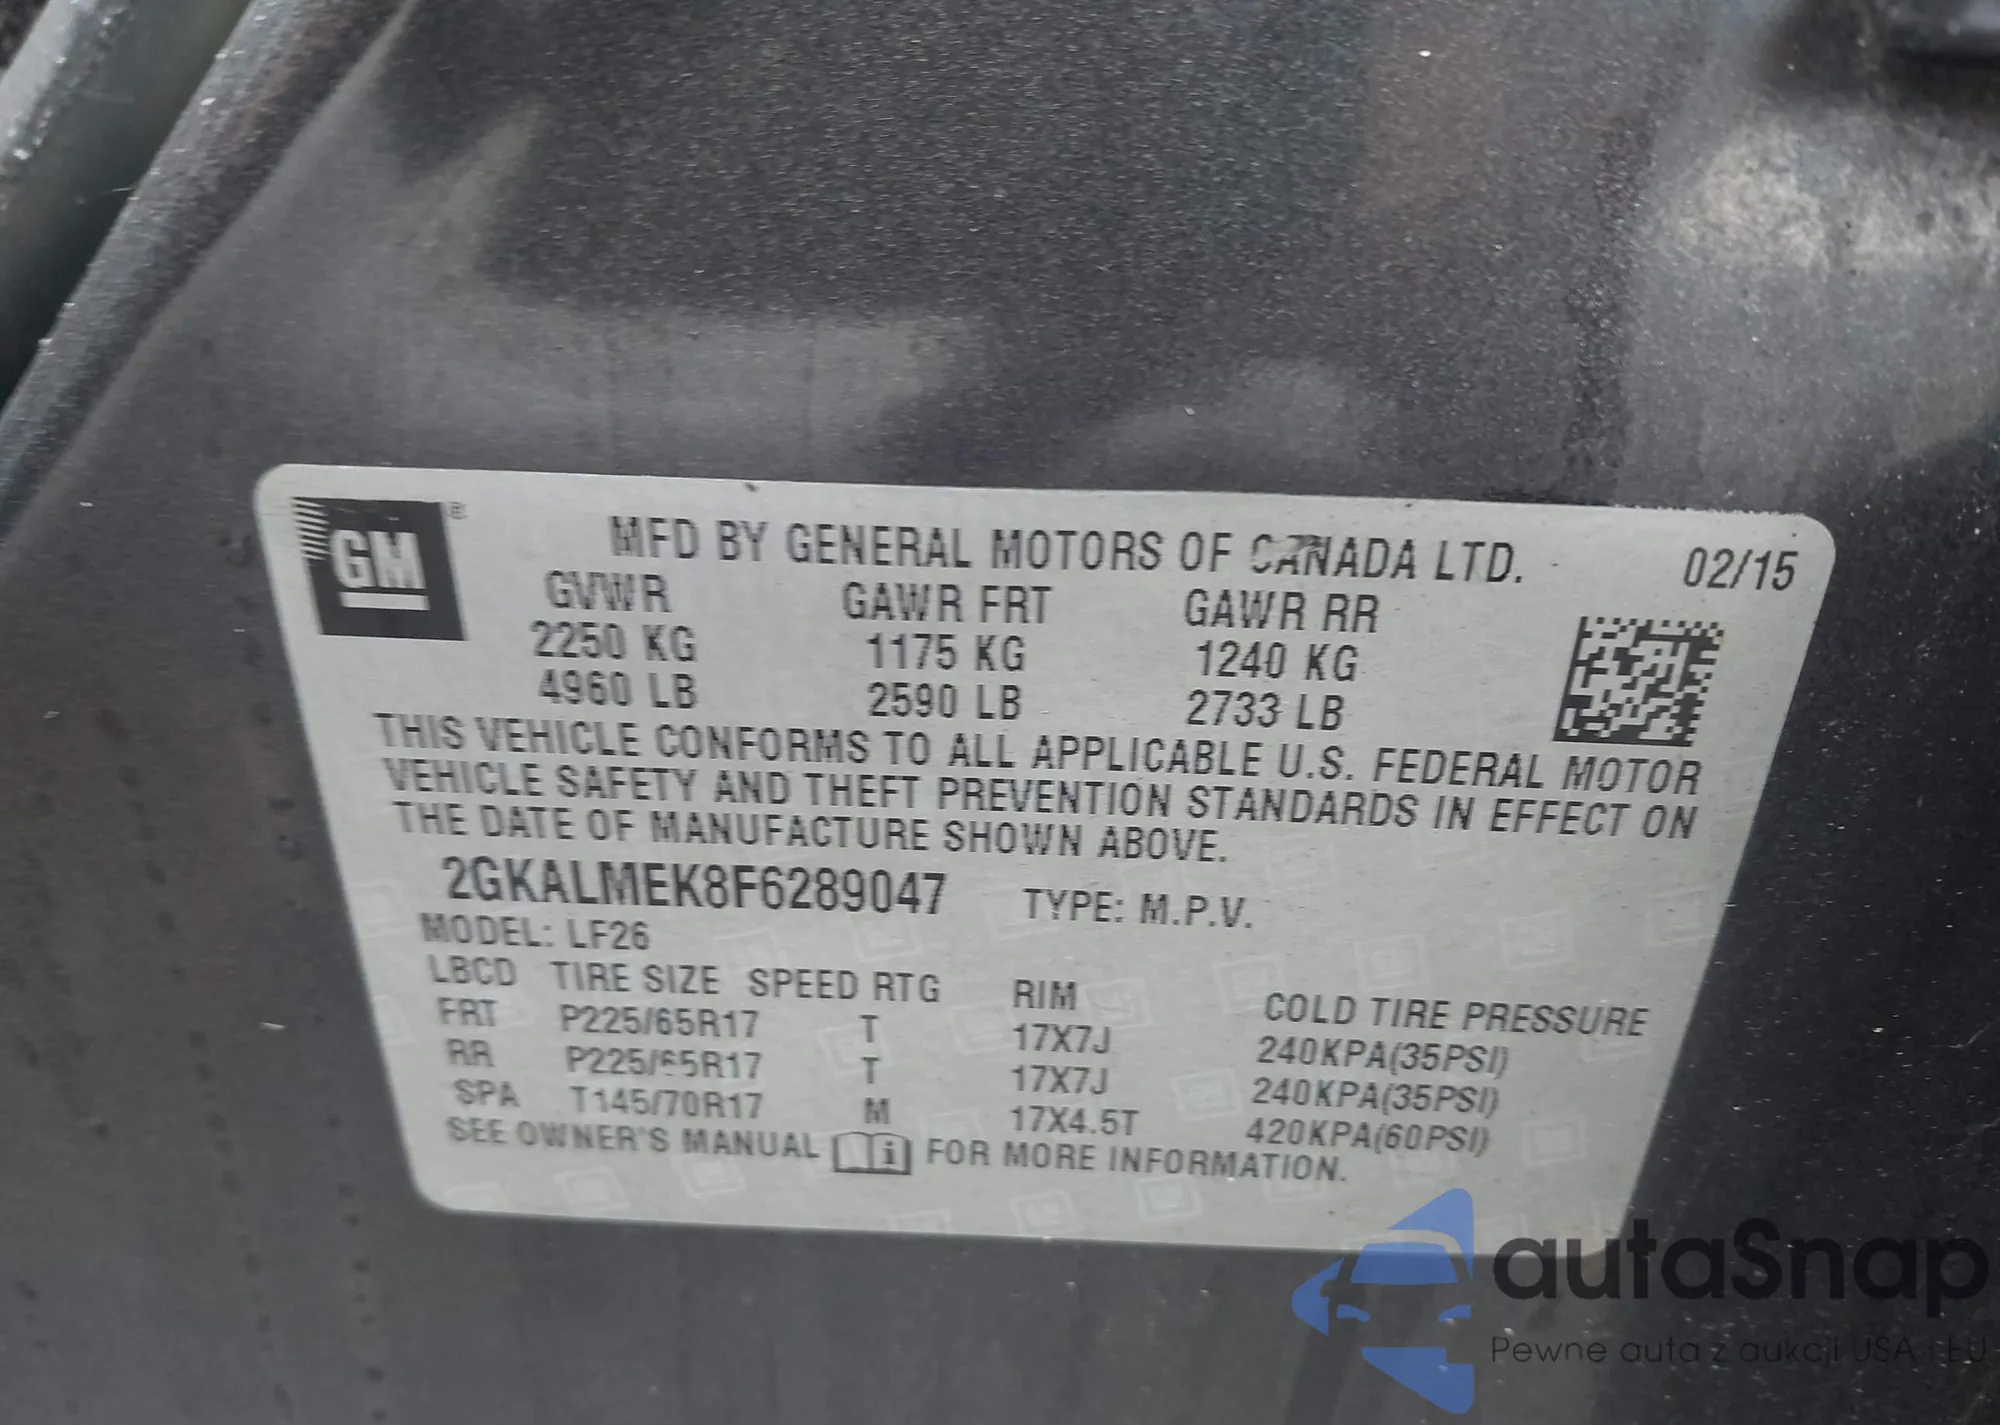 GM ®
MFD BY GENERAL MOTORS OF CANADA LTD. 02/15
GVWR GAWR FRT GAWR RR
2250 KG 1175 KG 1240 KG
4960 LB 2590 LB 2733 LB
THIS VEHICLE CONFORMS TO ALL APPLICABLE U.S. FEDERAL MOTOR
VEHICLE SAFETY AND THEFT PREVENTION STANDARDS IN EFFECT ON
THE DATE OF MANUFACTURE SHOWN ABOVE.
2GKALMEK8F6289047 TYPE: M.P.V.
MODEL: LF26
LBCD TIRE SIZE SPEED RTG RIM COLD TIRE PRESSURE
FRT P225/65R17 T 17X7J 240KPA(35PSI)
RR P225/65R17 T 17X7J 240KPA(35PSI)
SPA T145/70R17 M 17X4.5T 420KPA(60PSI)
SEE OWNER'S MANUAL i FOR MORE INFORMATION.
autaSnap
Pewne auta z aukcji USA i EU